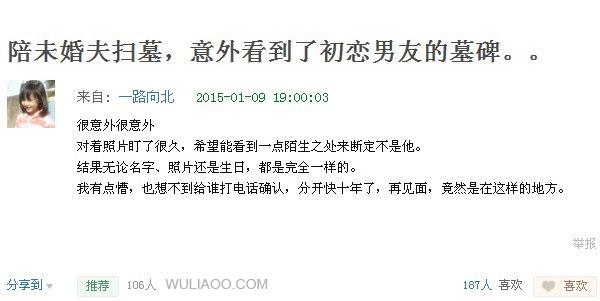 陪未婚夫扫墓，意外看到了初恋男友的墓碑。。
来自: 一路向北 2015-01-09 19:00:03
很意外很意外
对着照片盯了很久，希望能看到一点陌生之处来断定不是他。
结果无论名字、照片还是生日，都是完全一样的。
我有点懵，也想不到给谁打电话确认，分开快十年了，再见面，竟然是在这样的地方。
举报
分享到 推荐 106人 WULIAOO.COM 187人 喜欢 喜欢